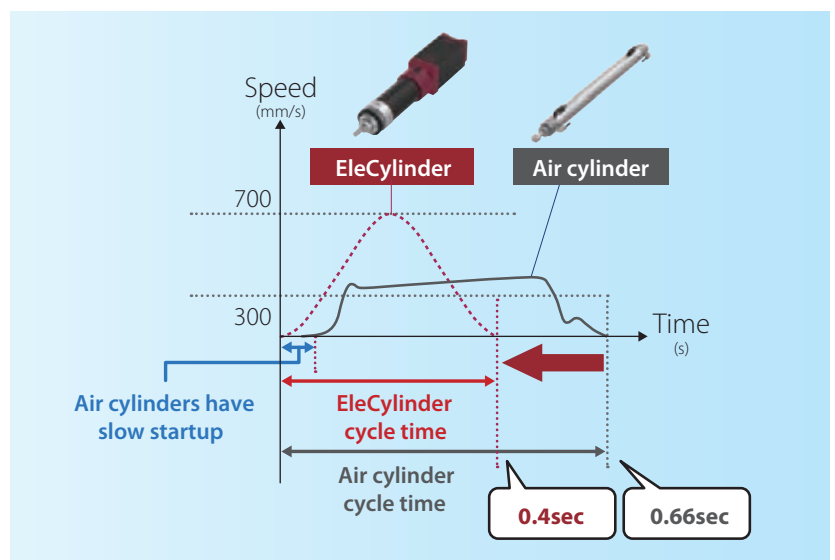 Speed
(mm/s)
EleCylinder
Air cylinder
700
300
Time
(s)
Air cylinders have
slow startup
EleCylinder
cycle time
Air cylinder
cycle time
0.4sec
0.66sec